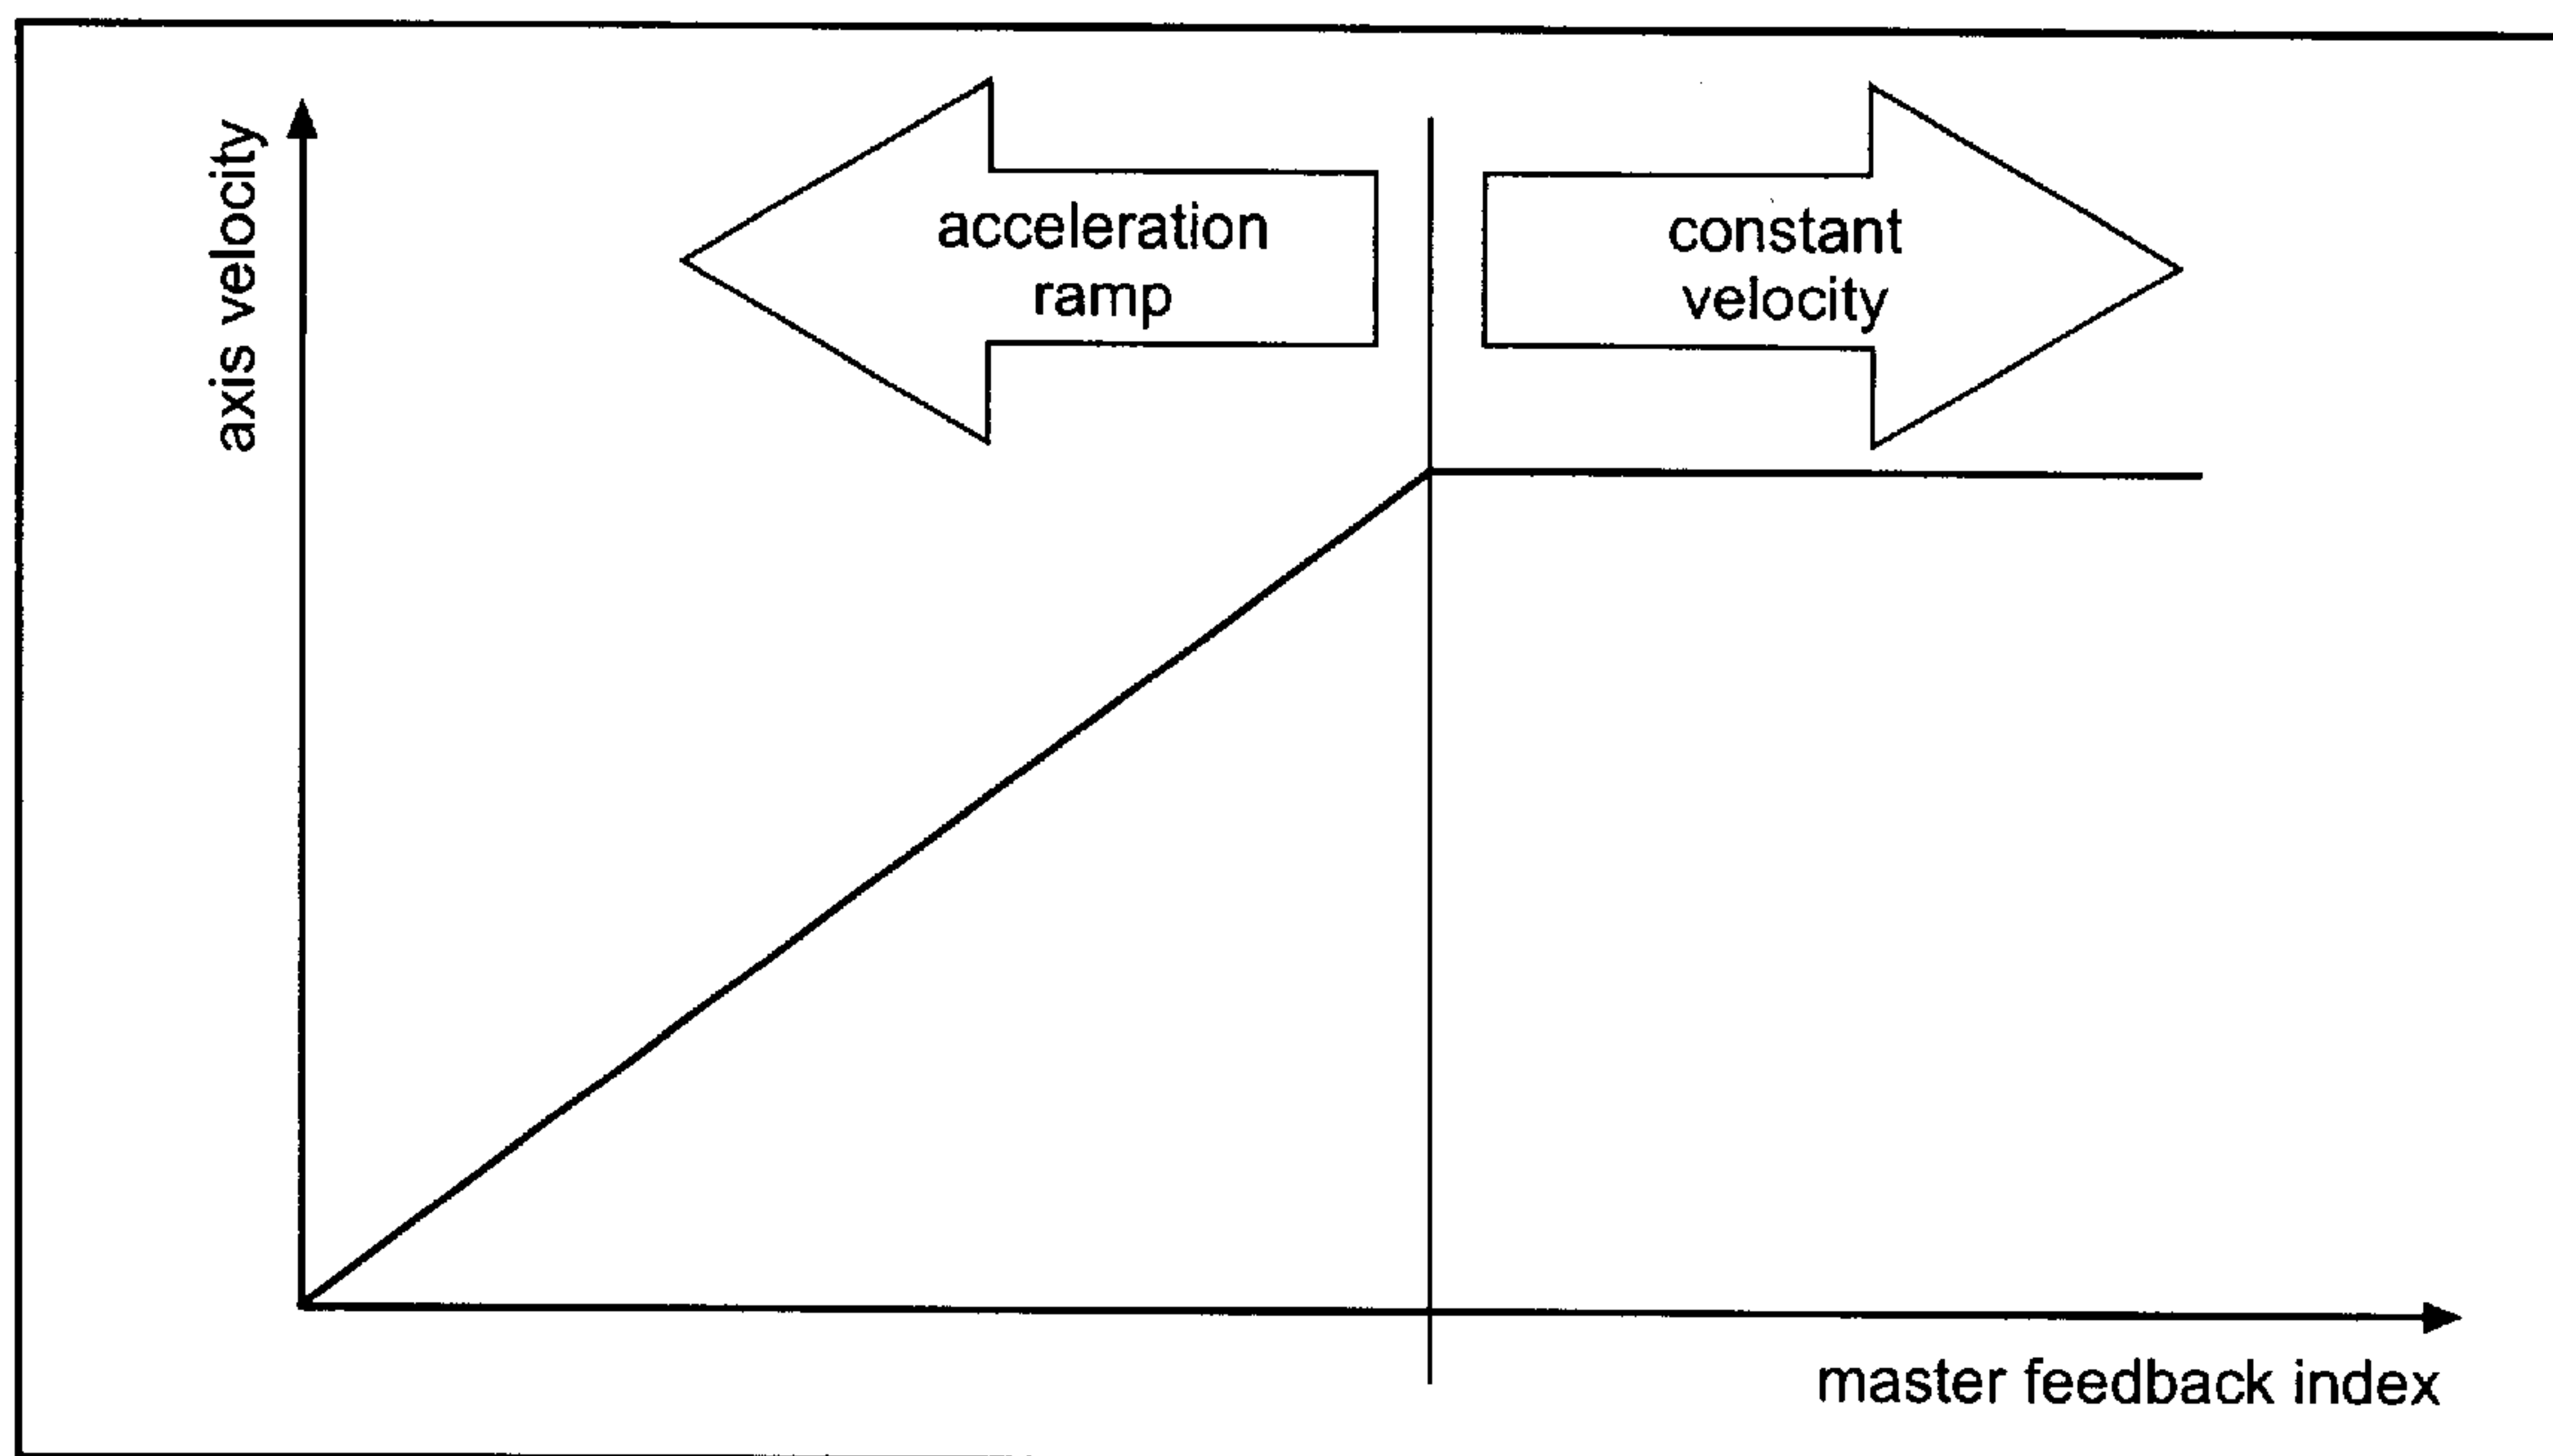 axis velocity
acceleration
ramp
constant
velocity
master feedback index